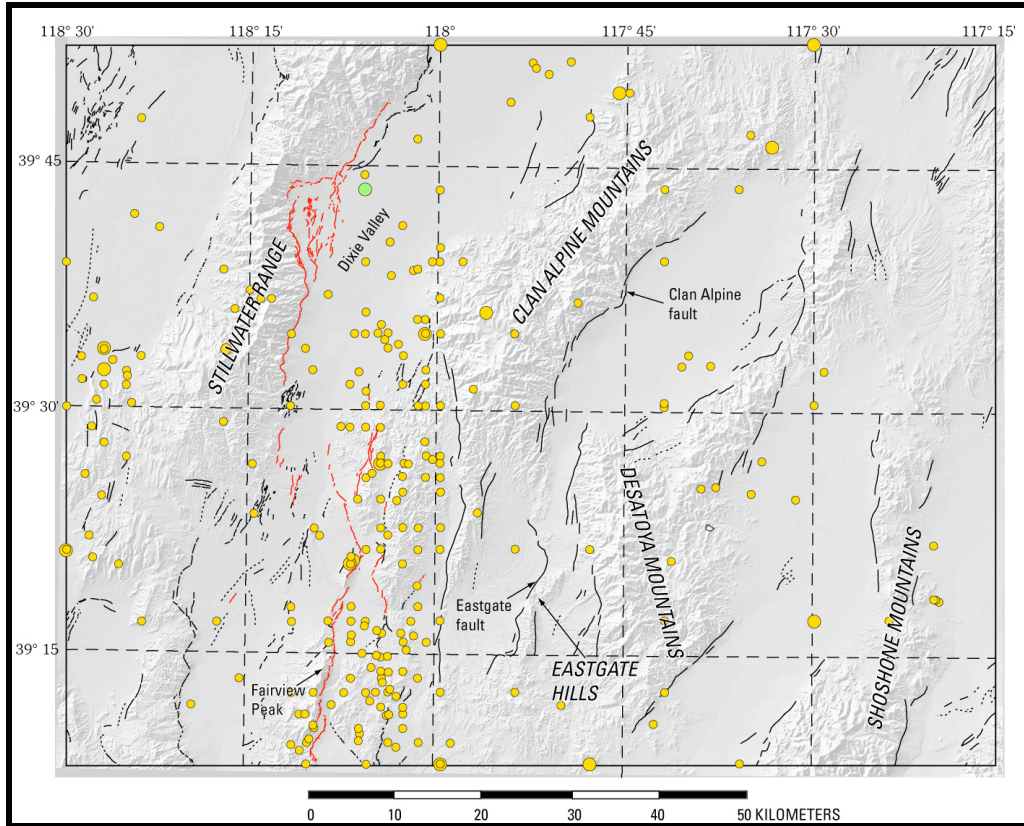 118° 30' 118° 15' 118° 117° 45' 117° 30' 117° 15'
39° 45'
STILLWATER RANGE
Dixie Valley
CLAN ALPINE MOUNTAINS
Clan Alpine
fault
39° 30'
DESATOYA MOUNTAINS
SHOSHONE MOUNTAINS
Eastgate
fault
39° 15'
EASTGATE
HILLS
Fairview
Peak
0 10 20 30 40 50 KILOMETERS